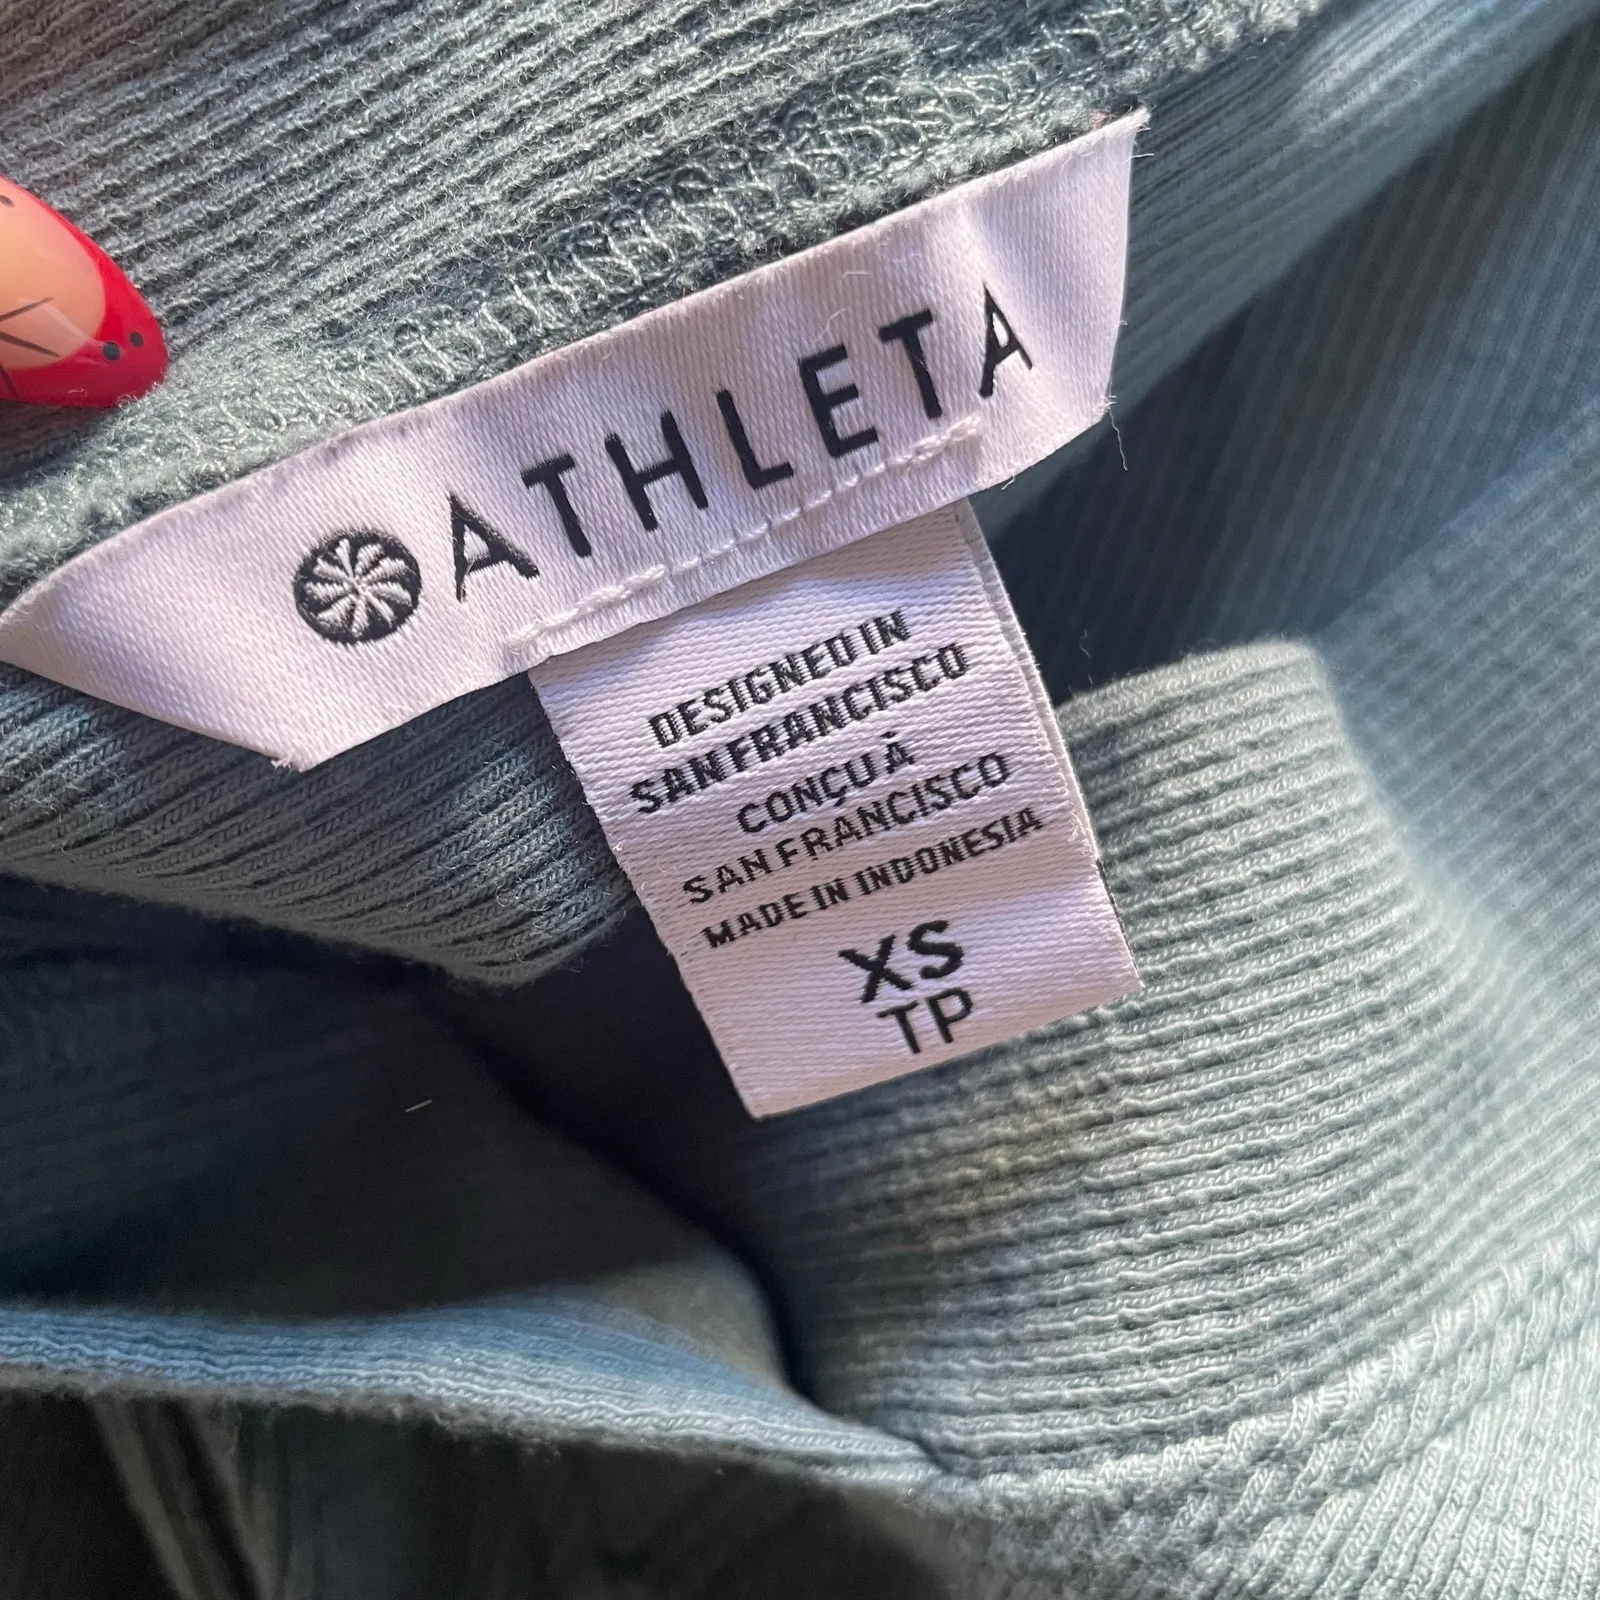 ATHLETA
DESIGNED IN
SAN FRANCISCO
CONÇU À
SAN FRANCISCO
MADE IN INDONESIA
XS
TP